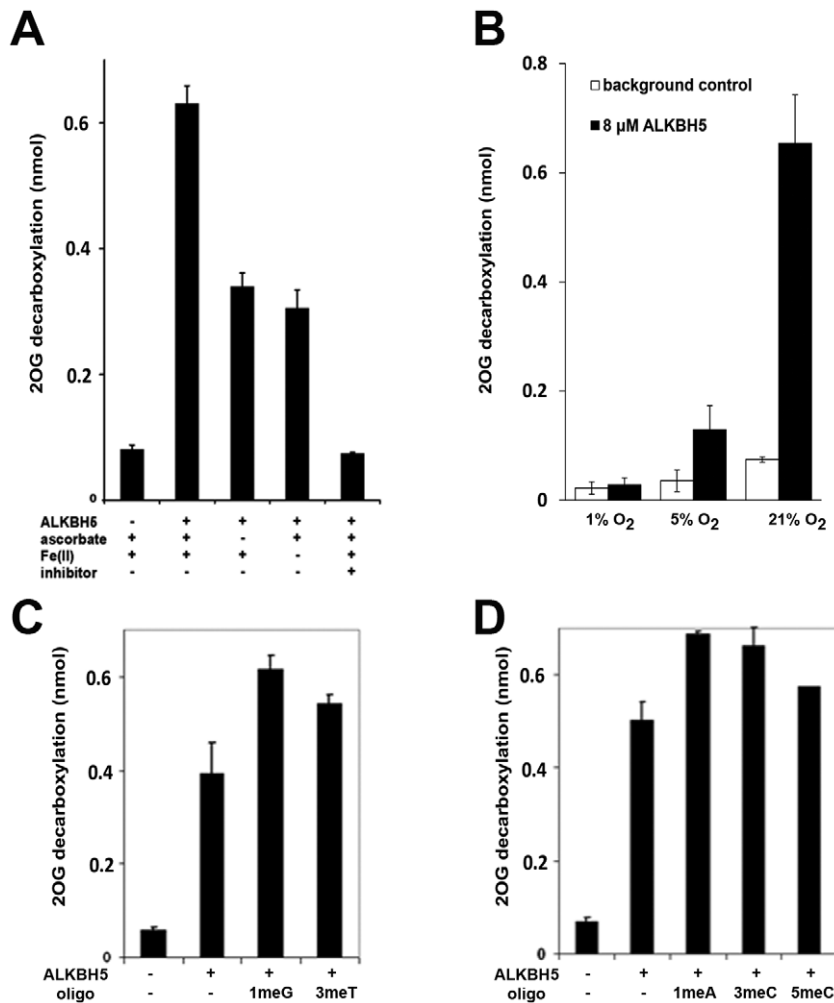 A
2OG decarboxylation (nmol)
0.6
0.4
0.2
0
ALKBH5 - + + + +
ascorbate + + - + +
Fe(II) + + + - +
inhibitor - - - - +
B
2OG decarboxylation (nmol)
0.8
0.6
0.4
0.2
0
background control
8 µM ALKBH5
1% O2 5% O2 21% O2
C
2OG decarboxylation (nmol)
0.6
0.4
0.2
0
ALKBH5 - + + +
oligo - - 1meG 3meT
D
2OG decarboxylation (nmol)
0.6
0.4
0.2
0
ALKBH5 - + + + +
oligo - - 1meA 3meC 5meC